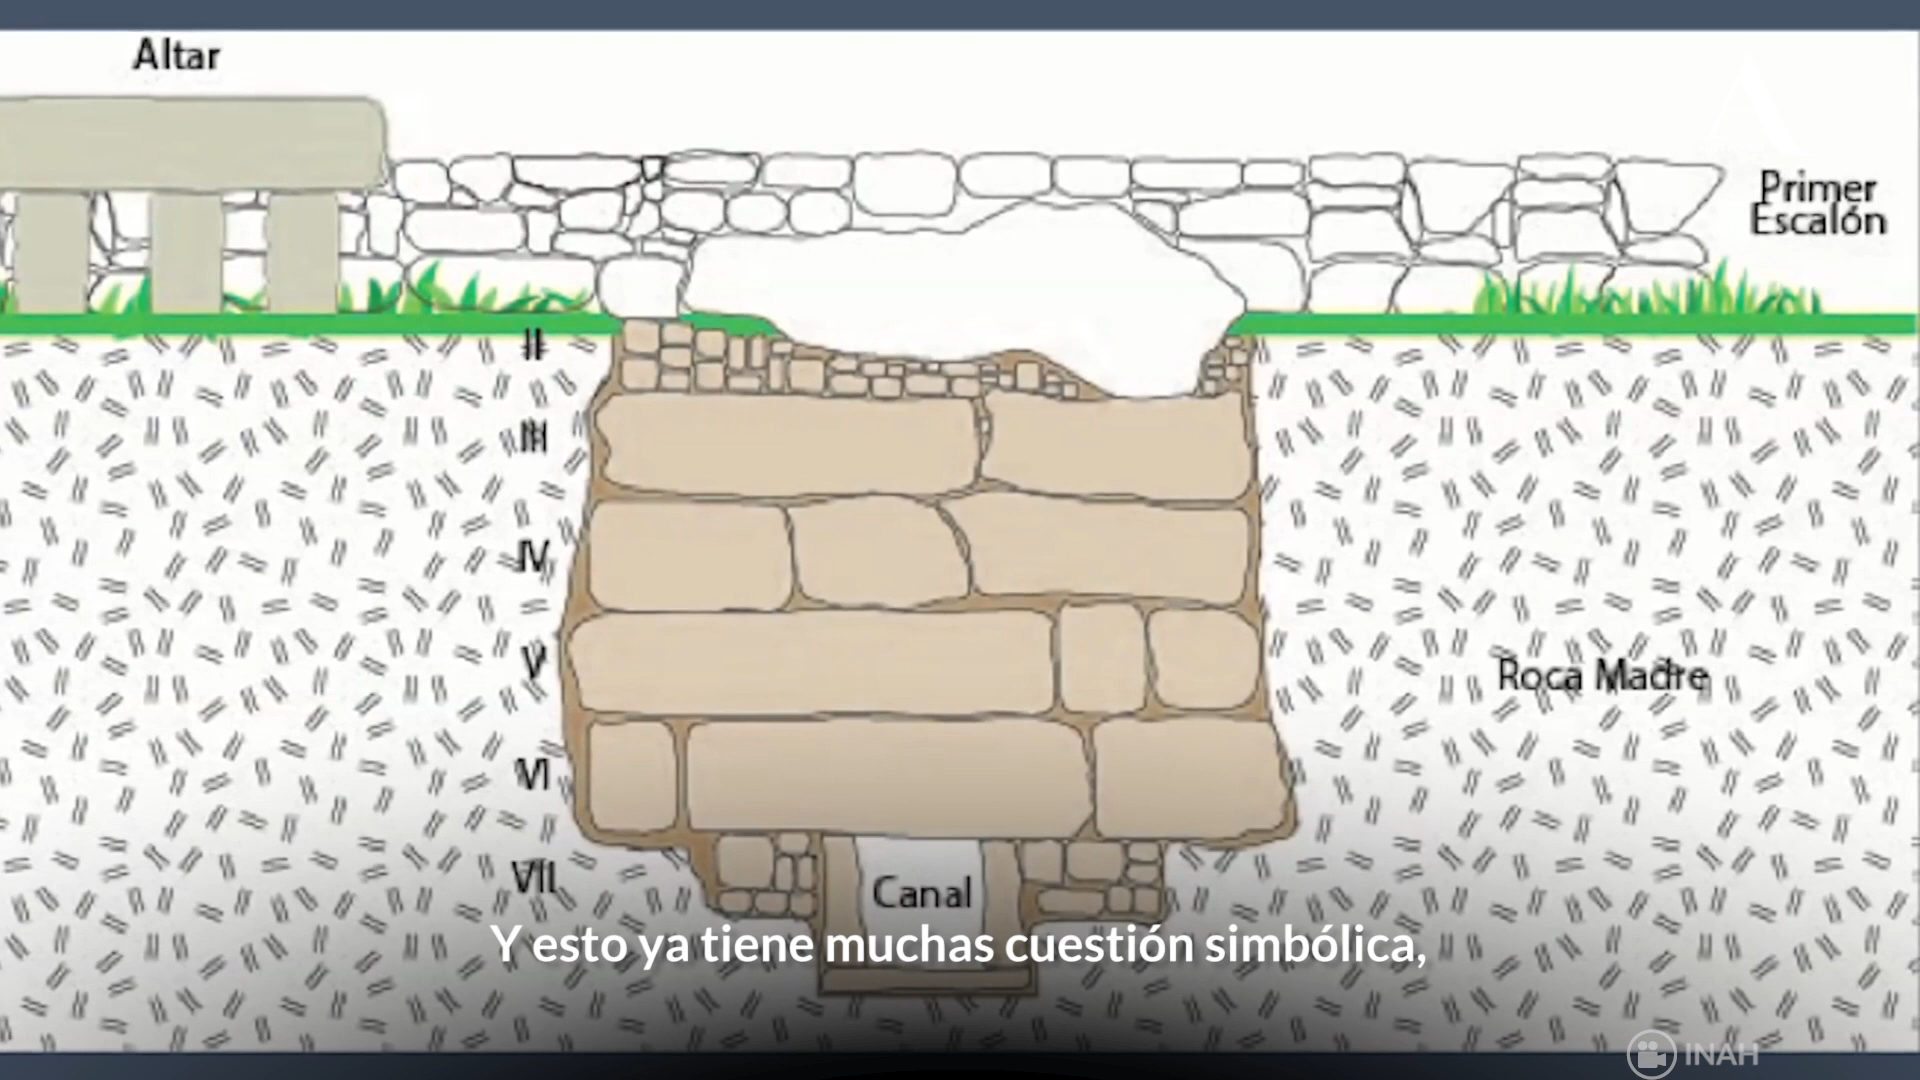 Altar
Primer
Escalón
II
III
IV
V
Roca Madre
VI
VII
Canal
Y esto ya tiene muchas cuestión simbólica,
INAH